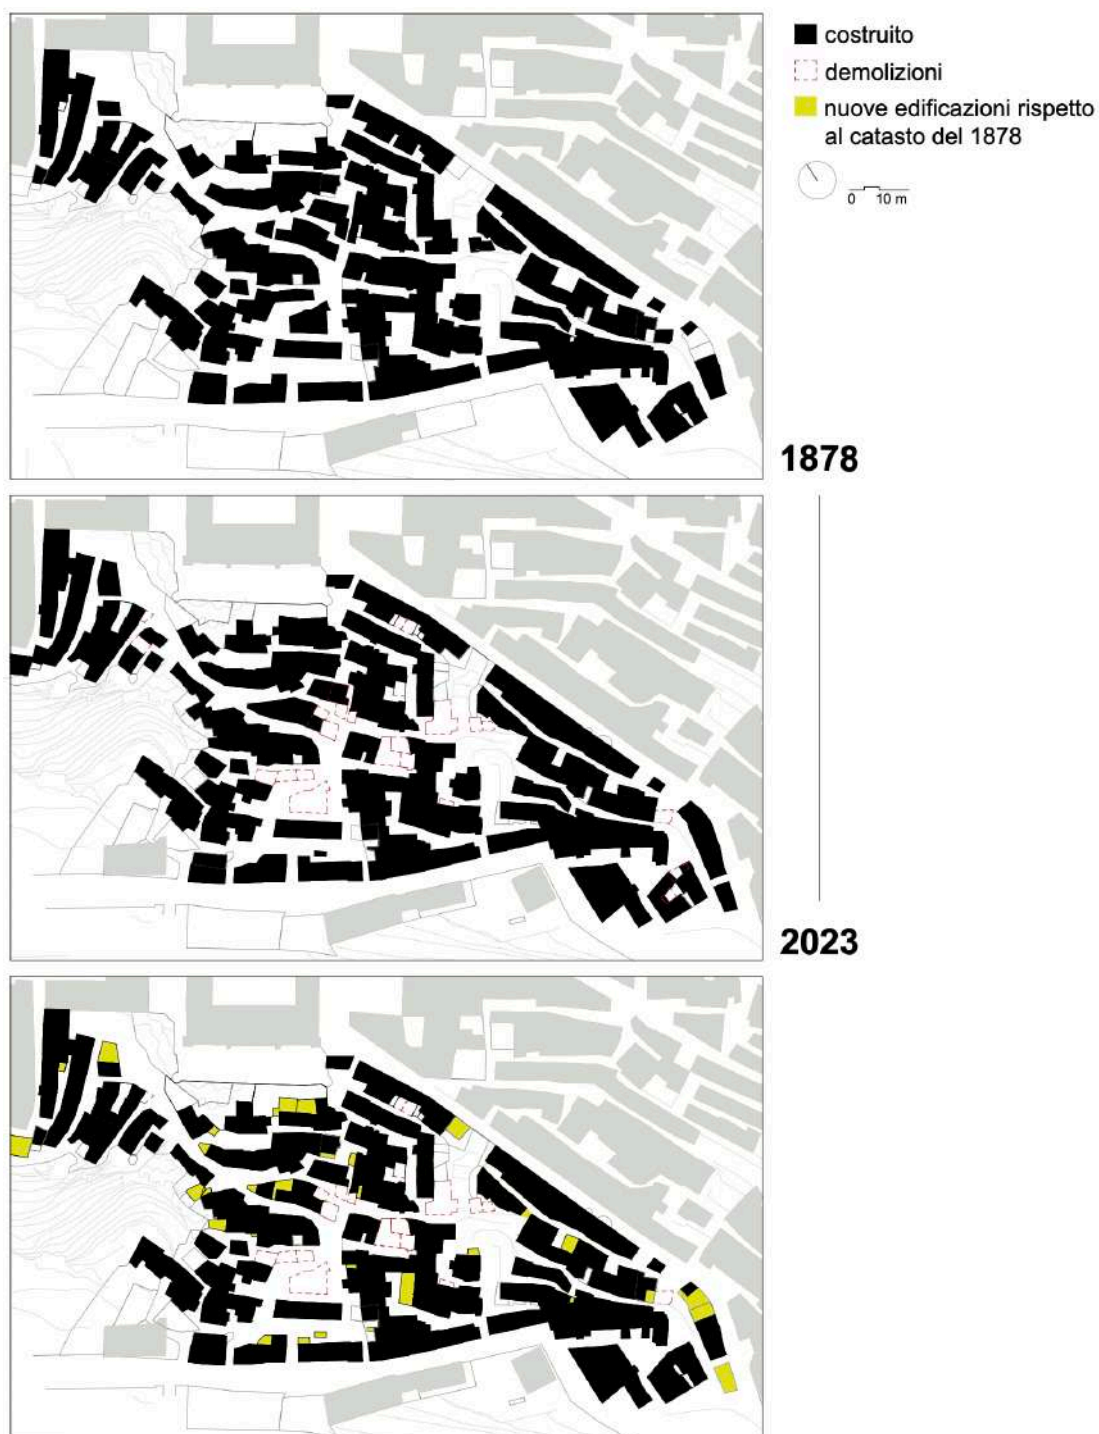 costruito
demolizioni
nuove edificazioni rispetto
al catasto del 1878
0 10 m
1878
2023